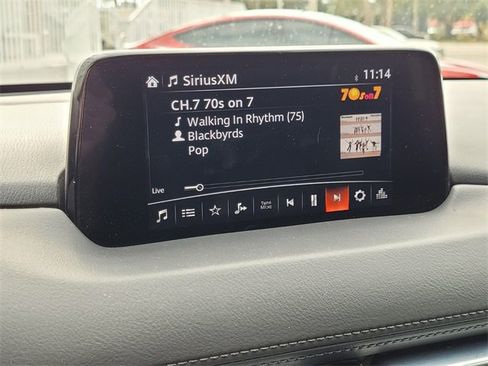 SiriusXM
11:14
CH.7 70s on 7
70s on 7
Walking In Rhythm (75)
Blackbyrds
Pop
Live
Tune
Mix